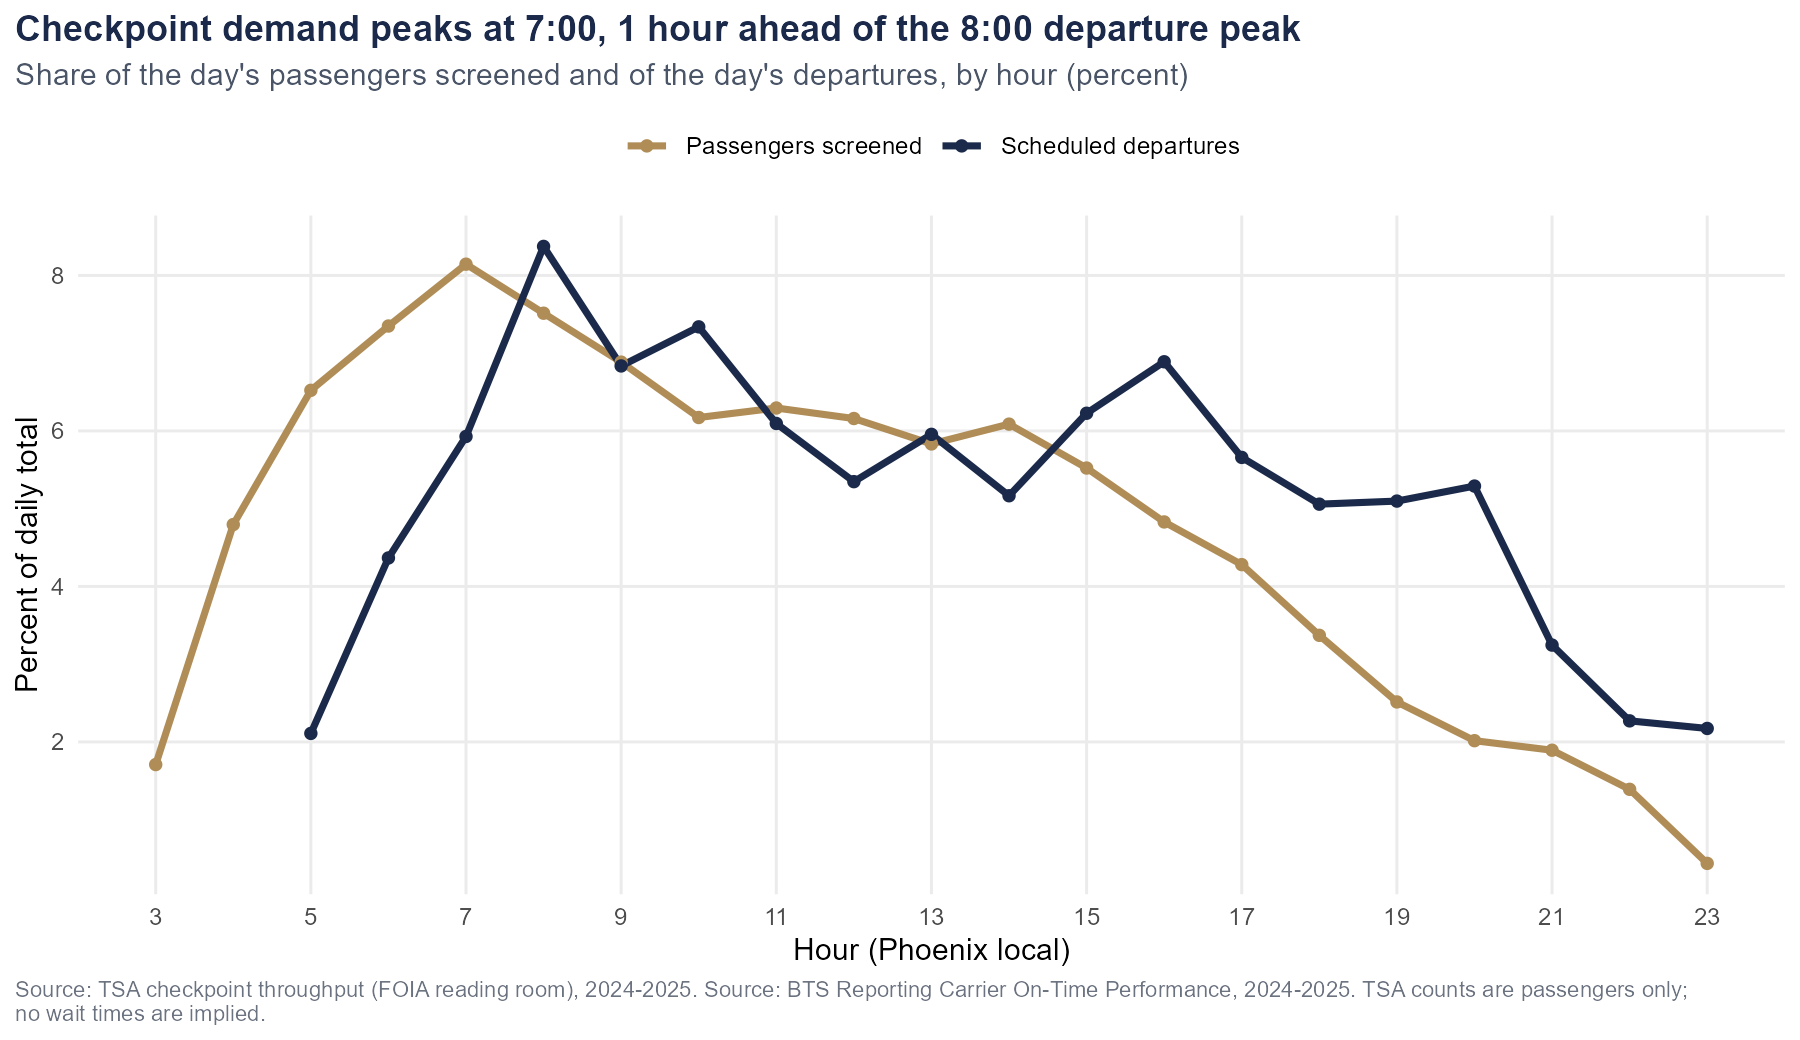 Checkpoint demand peaks at 7:00, 1 hour ahead of the 8:00 departure peak
Share of the day's passengers screened and of the day's departures, by hour (percent)
Passengers screened
Scheduled departures
Percent of daily total
8
6
4
2
3
5
7
9
11
13
15
17
19
21
23
Hour (Phoenix local)
Source: TSA checkpoint throughput (FOIA reading room), 2024-2025. Source: BTS Reporting Carrier On-Time Performance, 2024-2025. TSA counts are passengers only;
no wait times are implied.